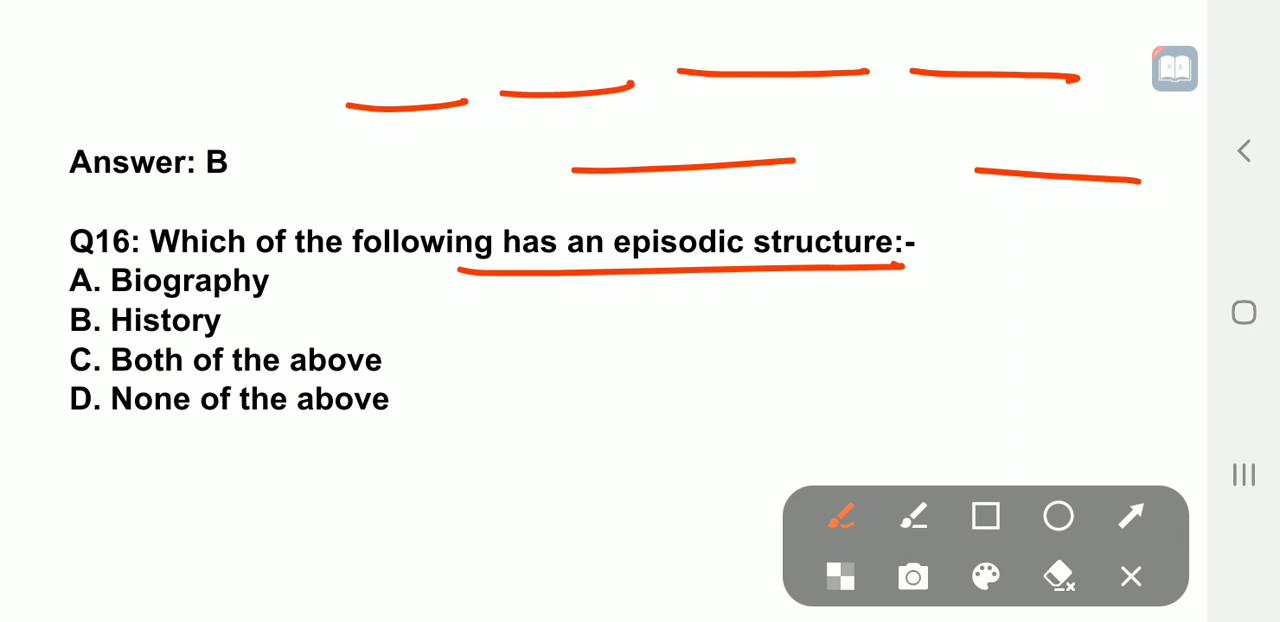 Answer: B
Q16: Which of the following has an episodic structure:-
A. Biography
B. History
C. Both of the above
D. None of the above